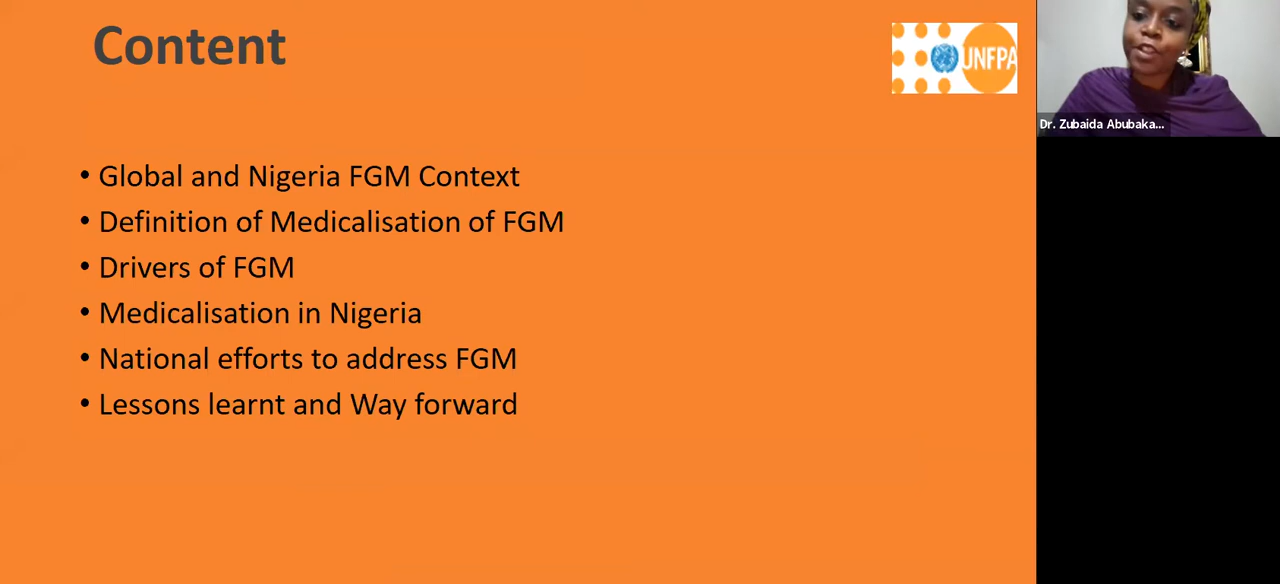 Content
UNFPA
Dr. Zubaida Abubaka...
• Global and Nigeria FGM Context
• Definition of Medicalisation of FGM
• Drivers of FGM
• Medicalisation in Nigeria
• National efforts to address FGM
• Lessons learnt and Way forward